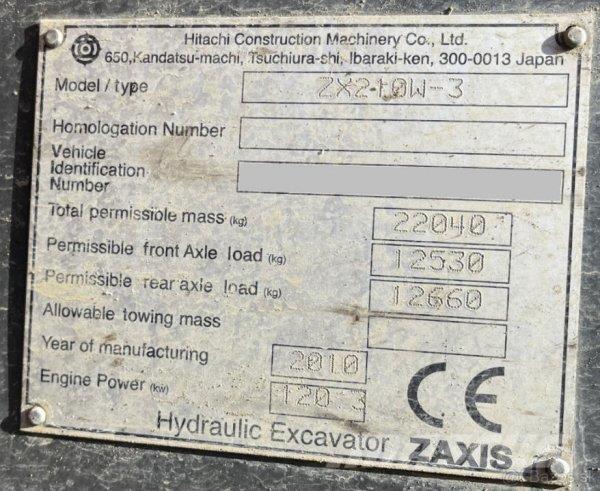 Hitachi Construction Machinery Co., Ltd.
650,Kandatsu-machi, Tsuchiura-shi, Ibaraki-ken, 300-0013 Japan
Model / type ZX210W-3
Homologation Number
Vehicle
Identification
Number
Total permissible mass (kg) 22040
Permissible front Axle load (kg) 12530
Permissible rear axle load (kg) 12660
Allowable towing mass
Year of manufacturing 2010
Engine Power (kw) 120.3
CE
Hydraulic Excavator ZAXIS